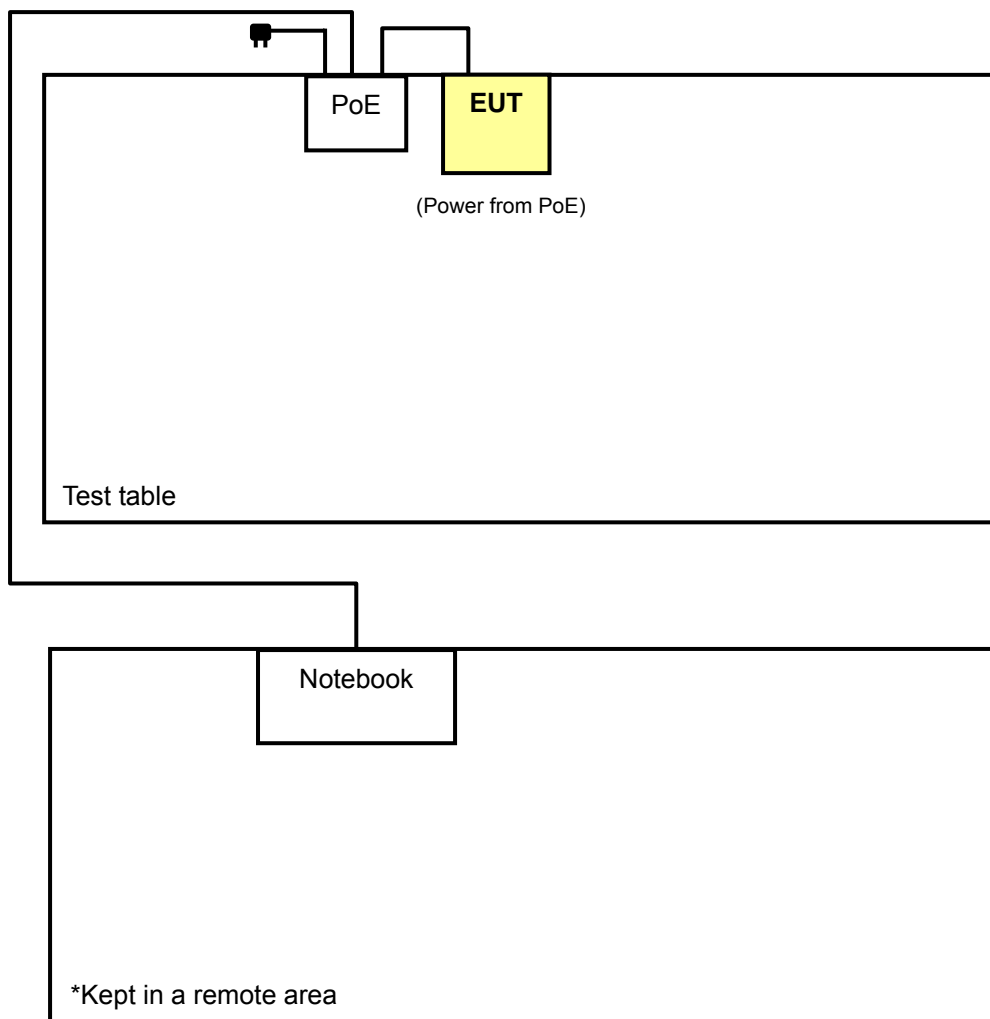 PoE
EUT
(Power from PoE)
Test table
Notebook
*Kept in a remote area